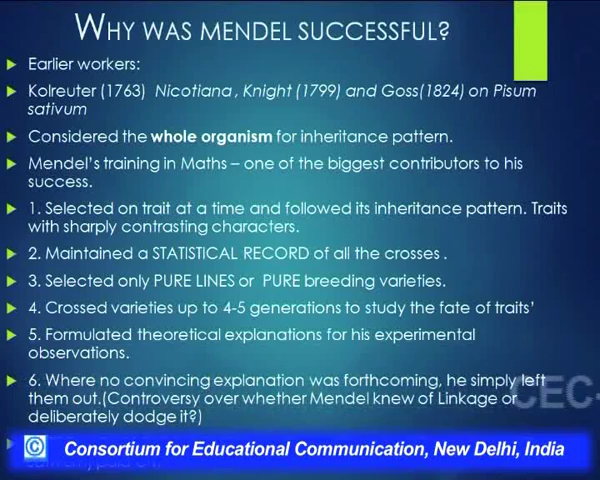 WHY WAS MENDEL SUCCESSFUL?
Earlier workers:
Kolreuter (1763) Nicotiana , Knight (1799) and Goss(1824) on Pisum
sativum
Considered the whole organism for inheritance pattern.
Mendel's training in Maths – one of the biggest contributors to his
success.
1. Selected on trait at a time and followed its inheritance pattern. Traits
with sharply contrasting characters.
2. Maintained a STATISTICAL RECORD of all the crosses .
3. Selected only PURE LINES or PURE breeding varieties.
4. Crossed varieties up to 4-5 generations to study the fate of traits'
5. Formulated theoretical explanations for his experimental
observations.
6. Where no convincing explanation was forthcoming, he simply left
them out.(Controversy over whether Mendel knew of Linkage or
deliberately dodge it?)
CEC-
© Consortium for Educational Communication, New Delhi, India